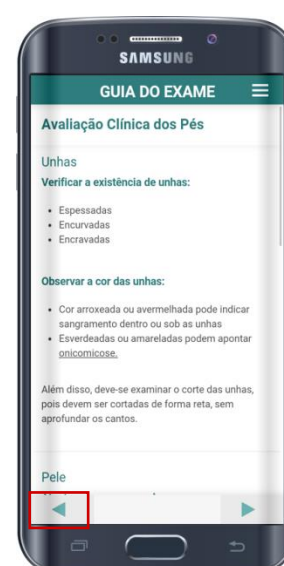 SAMSUNG
GUIA DO EXAME
Avaliação Clínica dos Pés
Unhas
Verificar a existência de unhas:
• Espessadas
• Encurvadas
• Encravadas
Observar a cor das unhas:
• Cor arroxeada ou avermelhada pode indicar
sangramento dentro ou sob as unhas
• Esverdeadas ou amareladas podem apontar
onicomicose.
Além disso, deve-se examinar o corte das unhas,
pois devem ser cortadas de forma reta, sem
aprofundar os cantos.
Pele